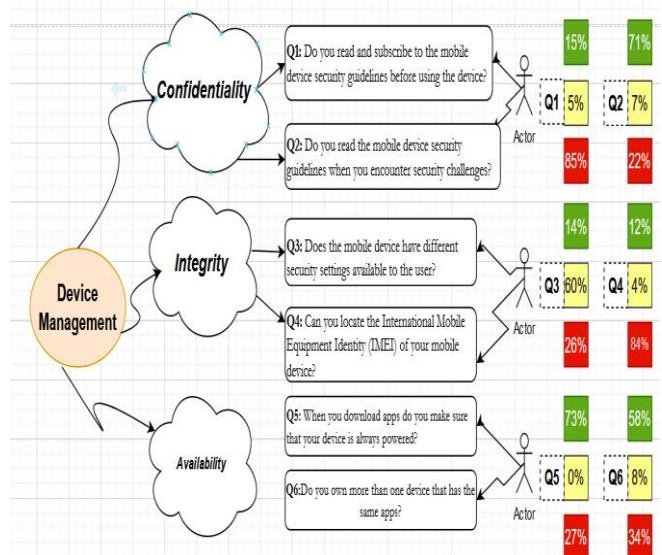 Confidentiality
Q1: Do you read and subscribe to the mobile
device security guidelines before using the device?
Q2: Do you read the mobile device security
guidelines when you encounter security challenges?
Actor
15%
71%
Q1
5%
Q2
7%
85%
22%
Integrity
Q3: Does the mobile device have different
security settings available to the user?
Q4: Can you locate the International Mobile
Equipment Identity (IMEI) of your mobile
device?
Actor
14%
12%
Q3
60%
Q4
4%
26%
84%
Device
Management
Availability
Q5: When you download apps do you make sure
that your device is always powered?
Q6:Do you own more than one device that has the
same apps?
Actor
73%
58%
Q5
0%
Q6
8%
27%
34%